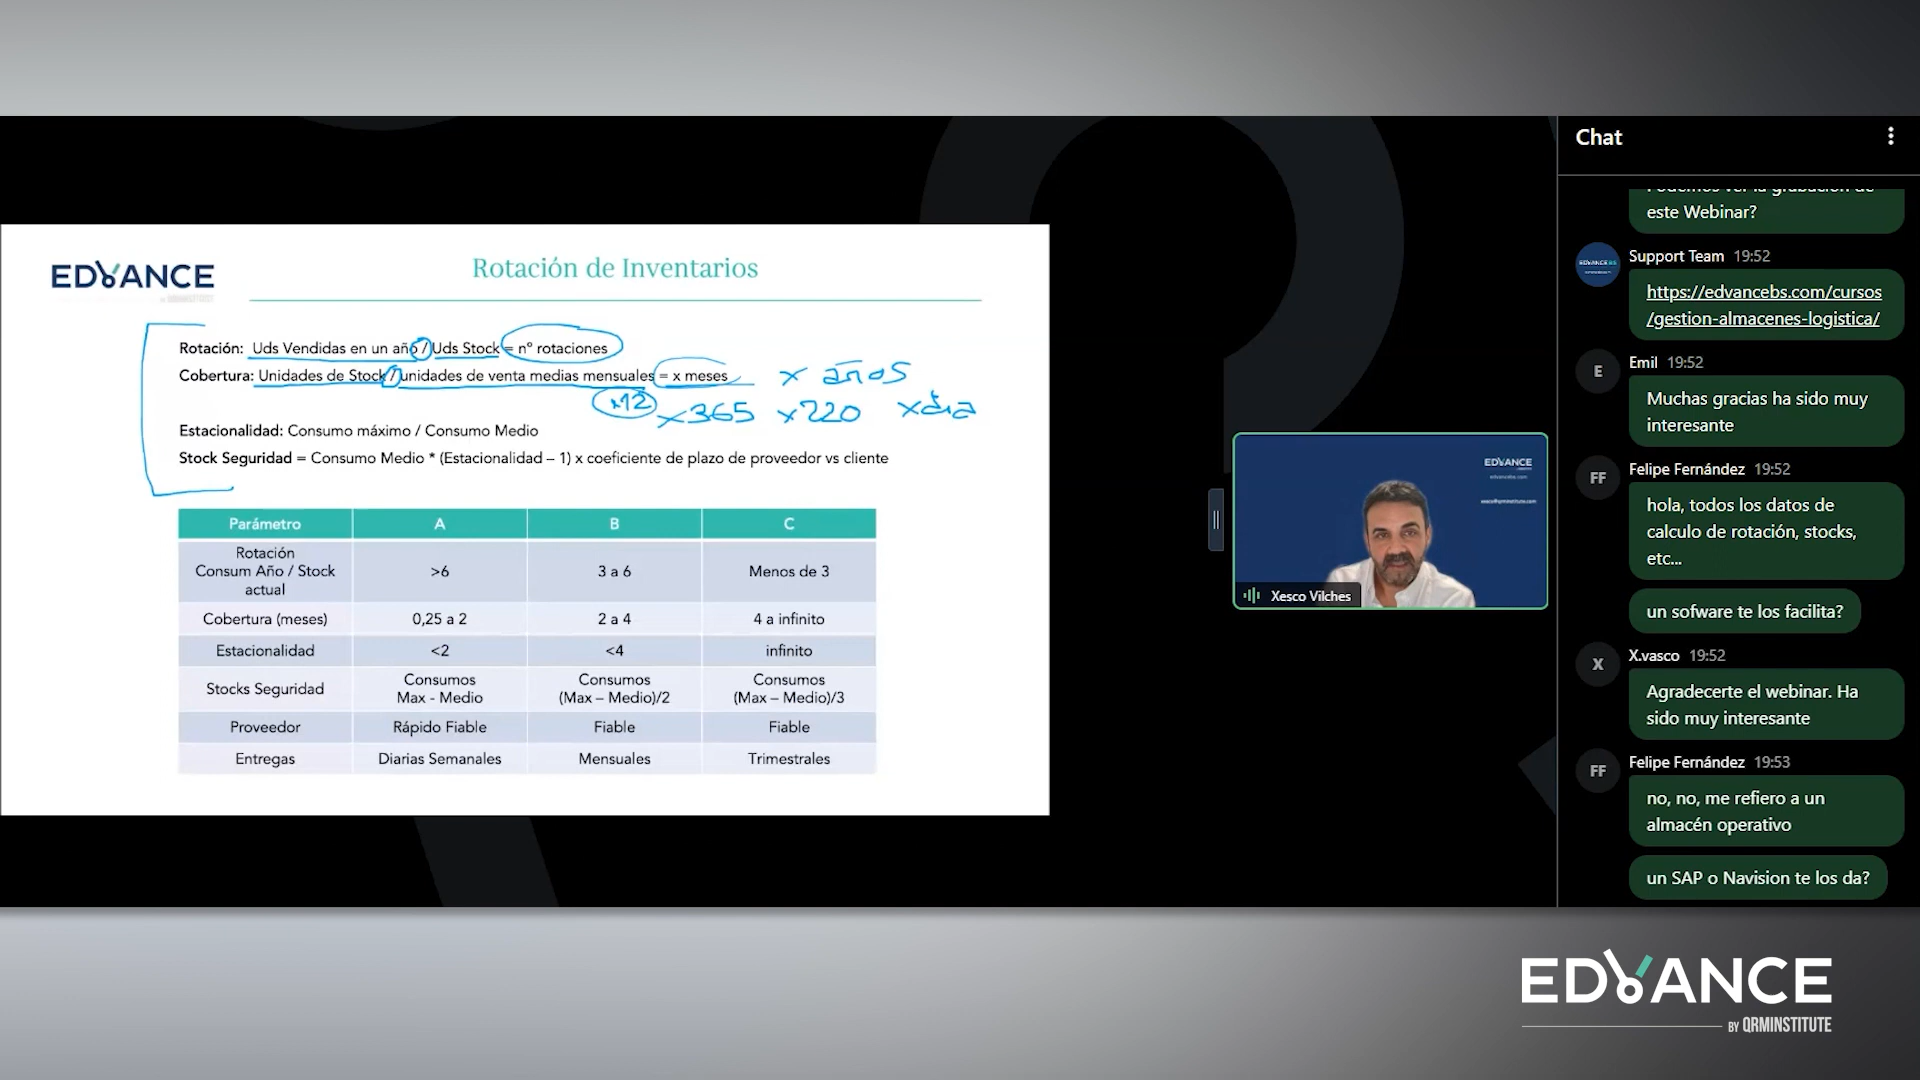 EDVANCE
Rotación de Inventarios
Rotación: Uds Vendidas en un año / Uds Stock = nº rotaciones
Cobertura: Unidades de Stock / unidades de venta medias mensuales = x meses x años
x12 x365 x220 x día
Estacionalidad: Consumo máximo / Consumo Medio
Stock Seguridad = Consumo Medio * (Estacionalidad – 1) x coeficiente de plazo de proveedor vs cliente
Parámetro A B C
Rotación
Consum Año / Stock
actual
>6 3 a 6 Menos de 3
Cobertura (meses) 0,25 a 2 2 a 4 4 a infinito
Estacionalidad <2 <4 infinito
Stocks Seguridad
Consumos
Max - Medio
Consumos
(Max – Medio)/2
Consumos
(Max – Medio)/3
Proveedor Rápido Fiable Fiable Fiable
Entregas Diarias Semanales Mensuales Trimestrales
EDVANCE
edvancebs.com
Xesco Vilches
Chat
este Webinar?
Support Team 19:52
https://edvancebs.com/cursos
/gestion-almacenes-logistica/
E
Emil 19:52
Muchas gracias ha sido muy
interesante
FF
Felipe Fernández 19:52
hola, todos los datos de
calculo de rotación, stocks,
etc...
un sofware te los facilita?
X
X.vasco 19:52
Agradecerte el webinar. Ha
sido muy interesante
FF
Felipe Fernández 19:53
no, no, me refiero a un
almacén operativo
un SAP o Navision te los da?
EDVANCE
BY QRMINSTITUTE